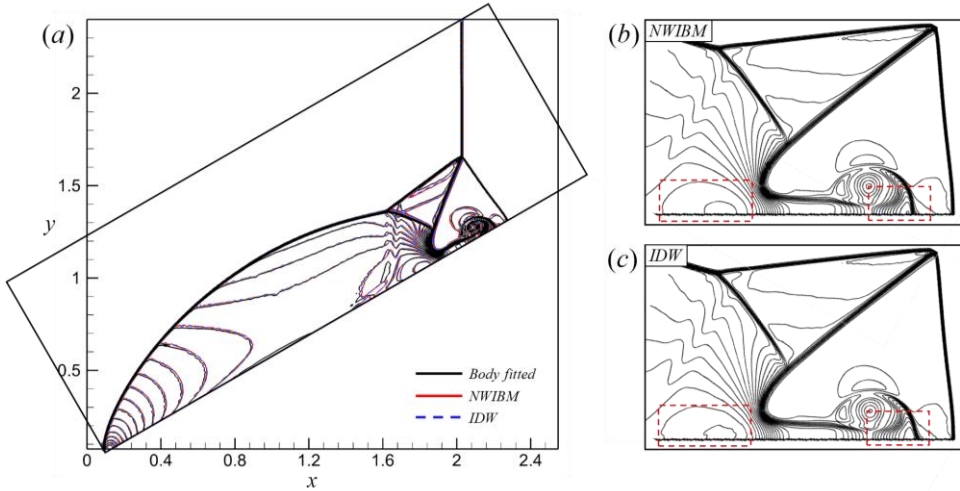 (a)
2
1.5
y
1
0.5
0
0.4
0.8
1.2
1.6
2
2.4
x
Body fitted
NWIBM
IDW
(b)
NWIBM
(c)
IDW